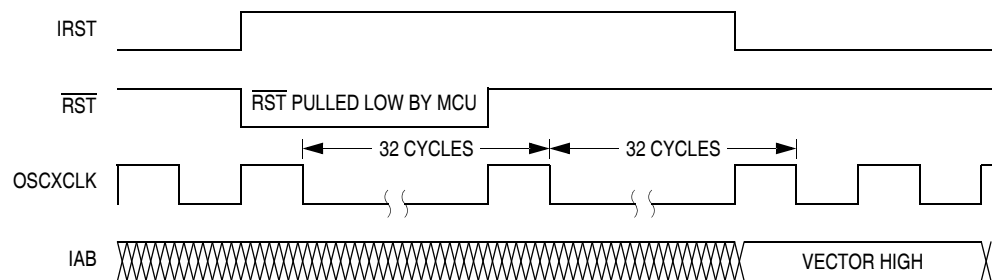 IRST
RST
RST PULLED LOW BY MCU
32 CYCLES
32 CYCLES
OSCXCLK
IAB
VECTOR HIGH